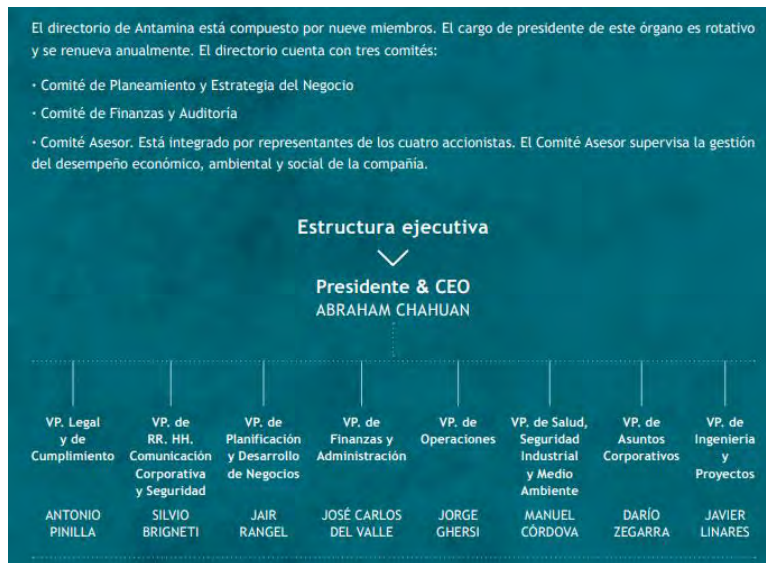 El directorio de Antamina está compuesto por nueve miembros. El cargo de presidente de este órgano es rotativo
y se renueva anualmente. El directorio cuenta con tres comités:
· Comité de Planeamiento y Estrategia del Negocio
· Comité de Finanzas y Auditoría
· Comité Asesor. Está integrado por representantes de los cuatro accionistas. El Comité Asesor supervisa la gestión
del desempeño económico, ambiental y social de la compañía.
Estructura ejecutiva
Presidente & CEO
ABRAHAM CHAHUAN
VP. Legal
y de
Cumplimiento
ANTONIO
PINILLA
VP. de
RR. HH.
Comunicación
Corporativa
y Seguridad
SILVIO
BRIGNETI
VP. de
Planificación
y Desarrollo
de Negocios
JAIR
RANGEL
VP. de
Finanzas y
Administración
JOSÉ CARLOS
DEL VALLE
VP. de
Operaciones
JORGE
GHERSI
VP. de Salud,
Seguridad
Industrial
y Medio
Ambiente
MANUEL
CÓRDOVA
VP. de
Asuntos
Corporativos
DARÍO
ZEGARRA
VP. de
Ingeniería
y
Proyectos
JAVIER
LINARES